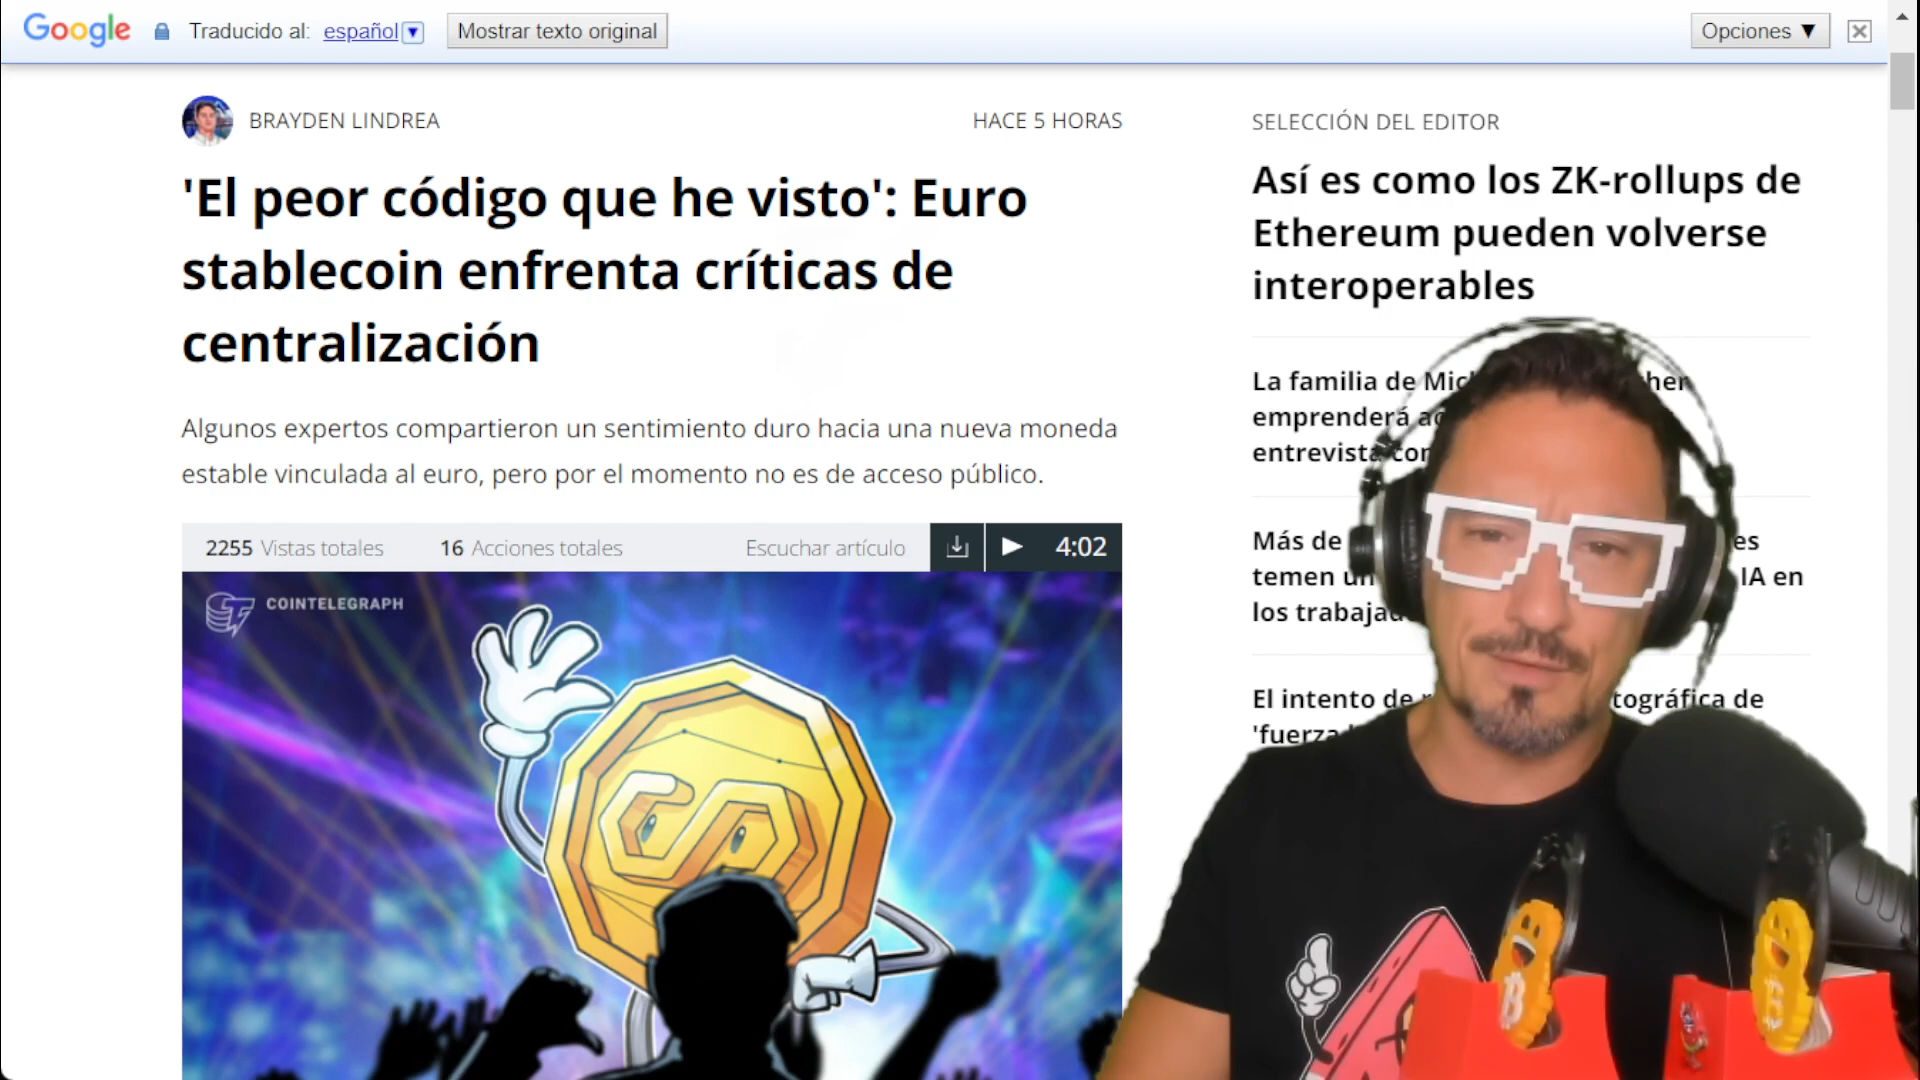 Google Traducido al: español ▼ Mostrar texto original Opciones ▼
BRAYDEN LINDREA HACE 5 HORAS
'El peor código que he visto': Euro
stablecoin enfrenta críticas de
centralización
Algunos expertos compartieron un sentimiento duro hacia una nueva moneda
estable vinculada al euro, pero por el momento no es de acceso público.
2255 Vistas totales 16 Acciones totales Escuchar artículo 4:02
COINTELEGRAPH
SELECCIÓN DEL EDITOR
Así es como los ZK-rollups de
Ethereum pueden volverse
interoperables
La familia de
emprenderá
entrevista
Más de
temen IA en
los
El intento de de